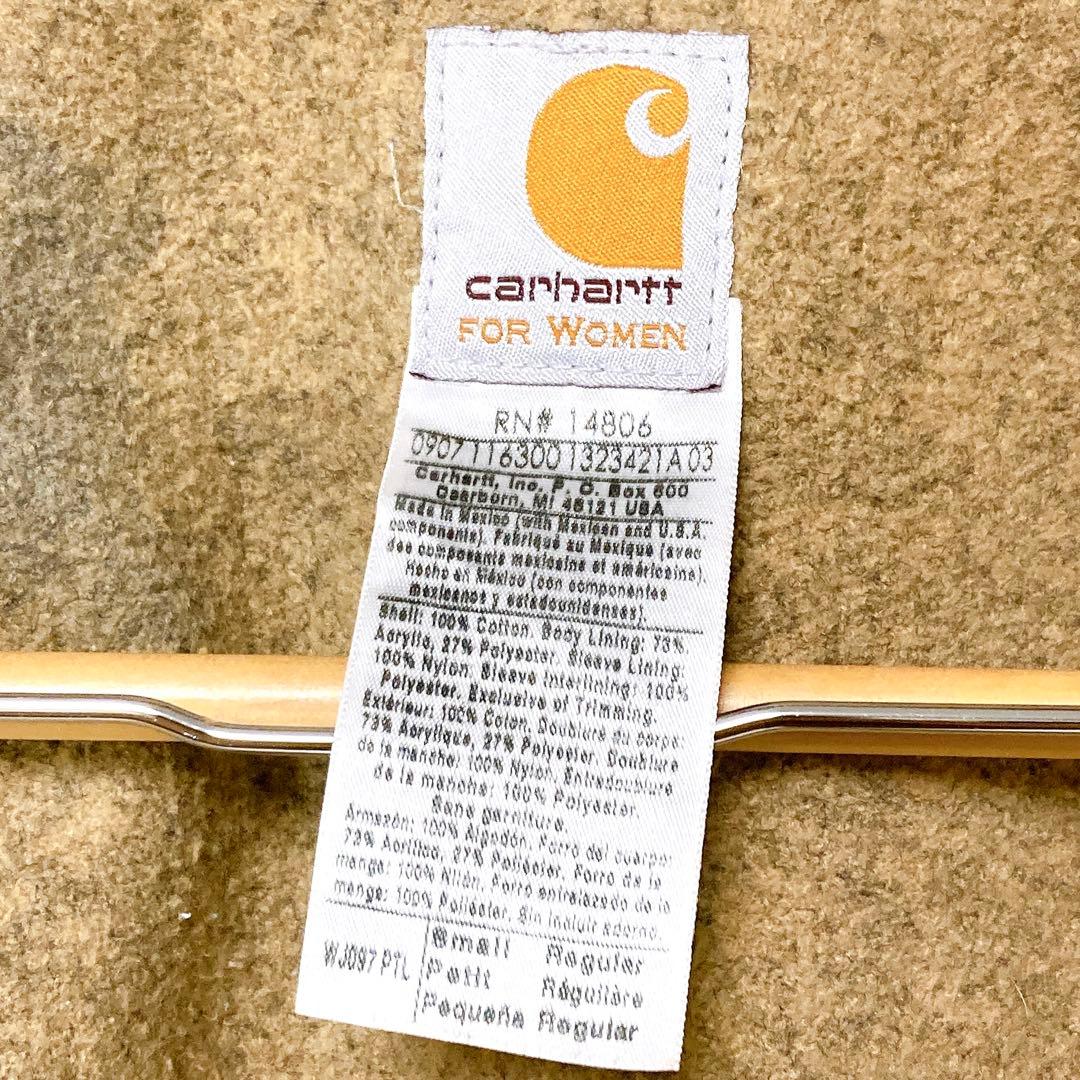 carhartt
FOR WOMEN
RN# 14806
0907116300 1323421A 03
Carhartt, Inc. P. O. Box 600
Dearborn, MI 48121 USA
Made in Mexico (with Mexican and U.S.A.
components). Fabriqué au Mexique (avec
des composants mexicains et américains).
Hecho en México (con componentes
mexicanos y estadounidenses).
Shell: 100% Cotton. Body Lining: 73%
Acrylic, 27% Polyester. Sleeve Lining:
100% Nylon. Sleeve Interlining: 100%
Polyester. Exclusive of Trimming.
Extérieur: 100% Coton. Doublure du corps:
73% Acrylique, 27% Polyester. Doublure
de la manche: 100% Nylon. Entredoublure
de la manche: 100% Polyester.
Sans garniture.
Armazón: 100% Algodón. Forro del cuerpo:
73% Acrílico, 27% Poliéster. Forro de la
manga: 100% Nilón. Forro entrelazado de la
manga: 100% Poliéster. Sin incluir adorno.
WJ097 PTL
Small Regular
Petit Régulière
Pequeña Regular